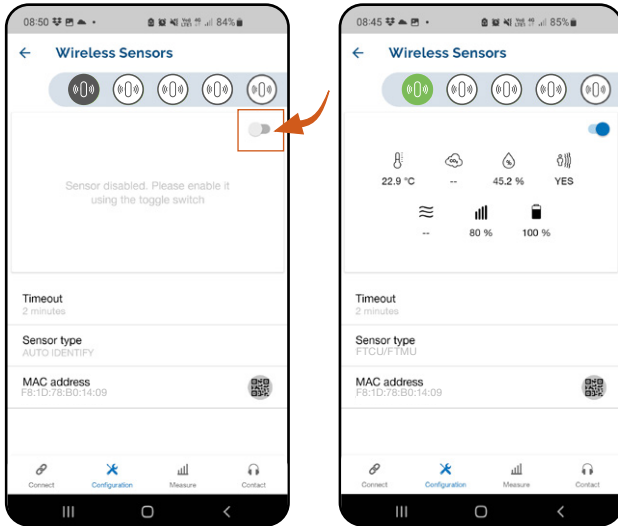 08:50 84%
Wireless Sensors
Sensor disabled. Please enable it
using the toggle switch
Timeout
2 minutes
Sensor type
AUTO IDENTIFY
MAC address
F8:1D:78:B0:14:09
Connect Configuration Measure Contact
08:45 85%
Wireless Sensors
CO₂ %
22.9 °C -- 45.2 % YES
-- 80 % 100 %
Timeout
2 minutes
Sensor type
FTCU/FTMU
MAC address
F8:1D:78:B0:14:09
Connect Configuration Measure Contact